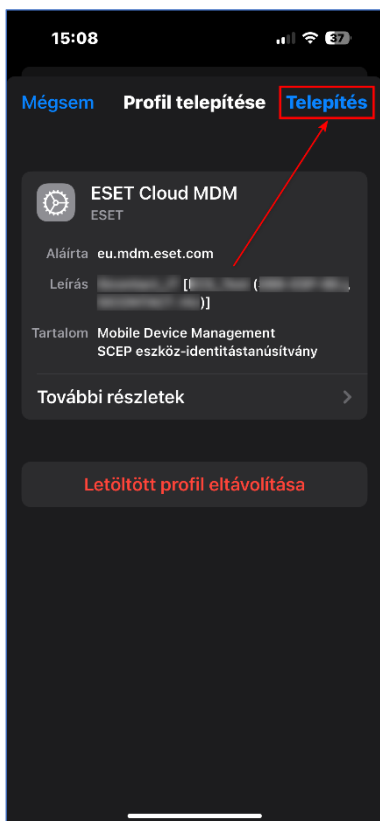 15:08
37
Mégsem Profil telepítése Telepítés
ESET Cloud MDM
ESET
Aláírta eu.mdm.eset.com
Leírás [ (
)]
Tartalom Mobile Device Management
SCEP eszköz-identitástanúsítvány
További részletek
Letöltött profil eltávolítása